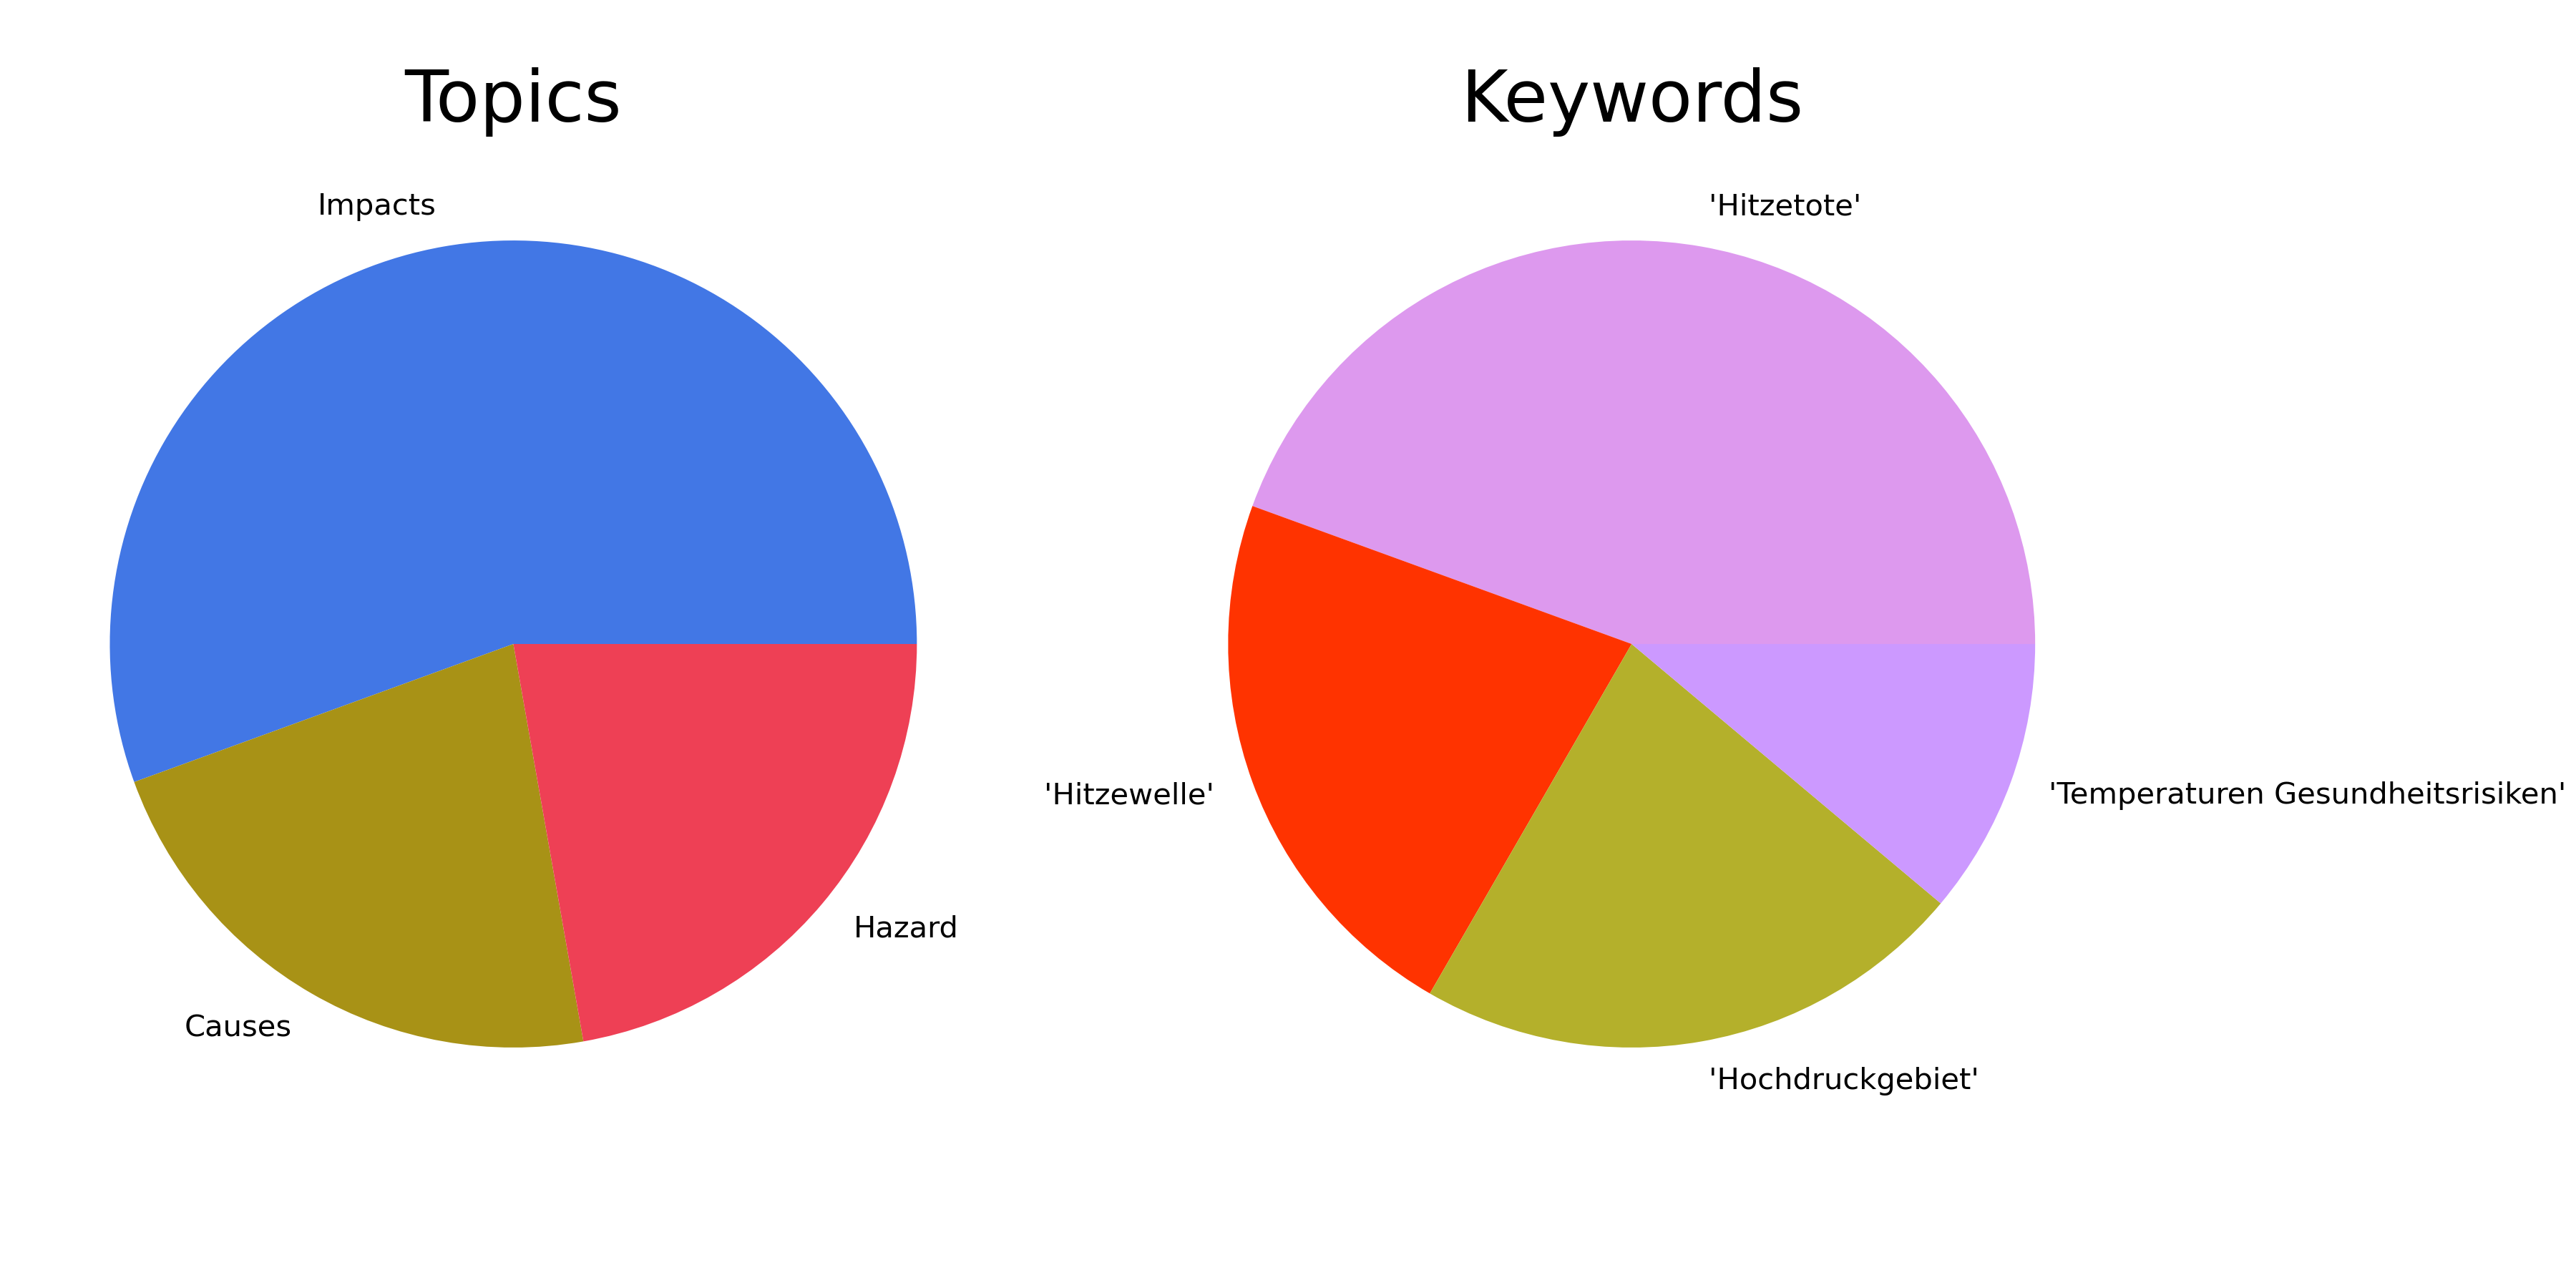 Topics
Impacts
Causes
Hazard
Keywords
'Hitzetote'
'Hitzewelle'
'Hochdruckgebiet'
'Temperaturen Gesundheitsrisiken'